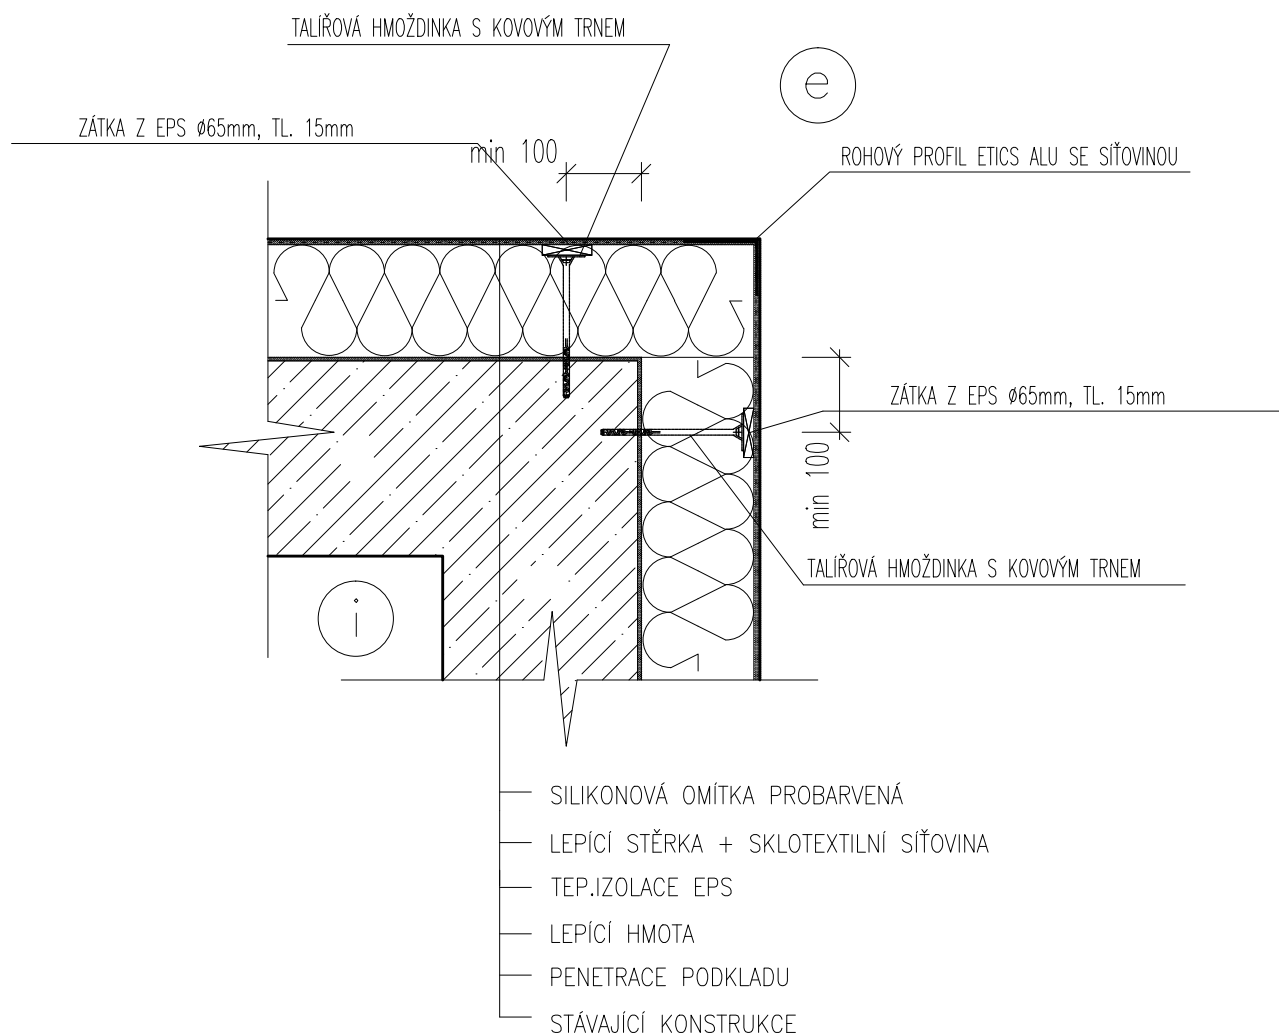 TALÍŘOVÁ HMOŽDINKA S KOVOVÝM TRNEM
e
ZÁTKA Z EPS Ø65mm, TL. 15mm
min 100
ROHOVÝ PROFIL ETICS ALU SE SÍŤOVINOU
ZÁTKA Z EPS Ø65mm, TL. 15mm
min 100
TALÍŘOVÁ HMOŽDINKA S KOVOVÝM TRNEM
i
SILIKONOVÁ OMÍTKA PROBARVENÁ
LEPÍCÍ STĚRKA + SKLOTEXTILNÍ SÍŤOVINA
TEP.IZOLACE EPS
LEPÍCÍ HMOTA
PENETRACE PODKLADU
STÁVAJÍCÍ KONSTRUKCE